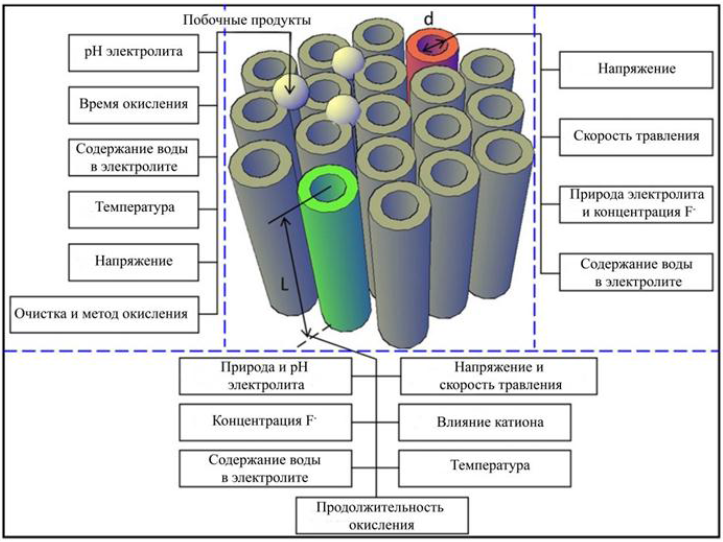 Побочные продукты
pH электролита
Время окисления
Содержание воды
в электролите
Температура
Напряжение
Очистка и метод окисления
d
L
Напряжение
Скорость травления
Природа электролита
и концентрация F-
Содержание воды
в электролите
Природа и pH
электролита
Напряжение и
скорость травления
Концентрация F-
Влияние катиона
Содержание воды
в электролите
Температура
Продолжительность
окисления